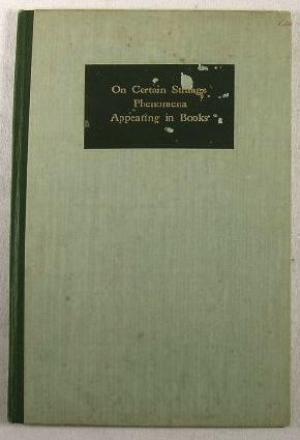 On Certain Strange
Phenomena
Appearing in Books